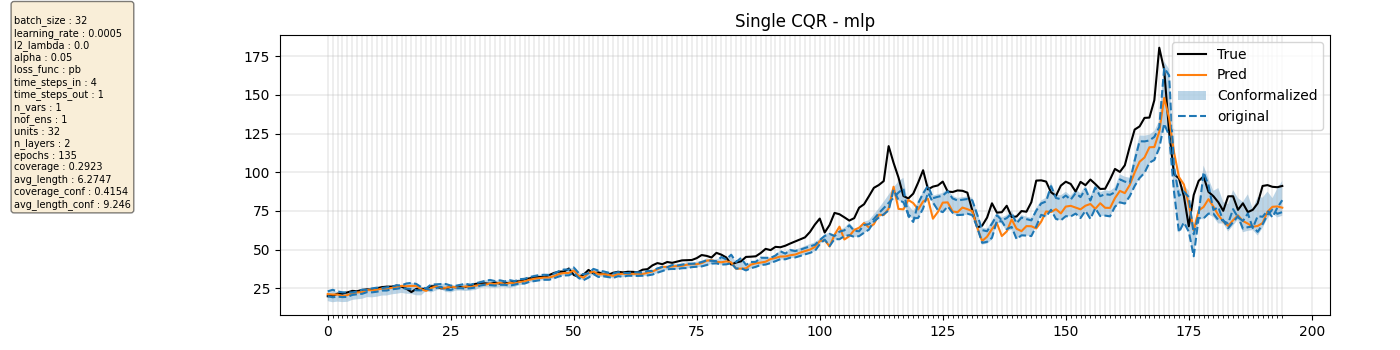 batch_size : 32
learning_rate : 0.0005
l2_lambda : 0.0
alpha : 0.05
loss_func : pb
time_steps_in : 4
time_steps_out : 1
n_vars : 1
nof_ens : 1
units : 32
n_layers : 2
epochs : 135
coverage : 0.2923
avg_length : 6.2747
coverage_conf : 0.4154
avg_length_conf : 9.246
Single CQR - mlp
True
Pred
Conformalized
original
175
150
125
100
75
50
25
0 25 50 75 100 125 150 175 200